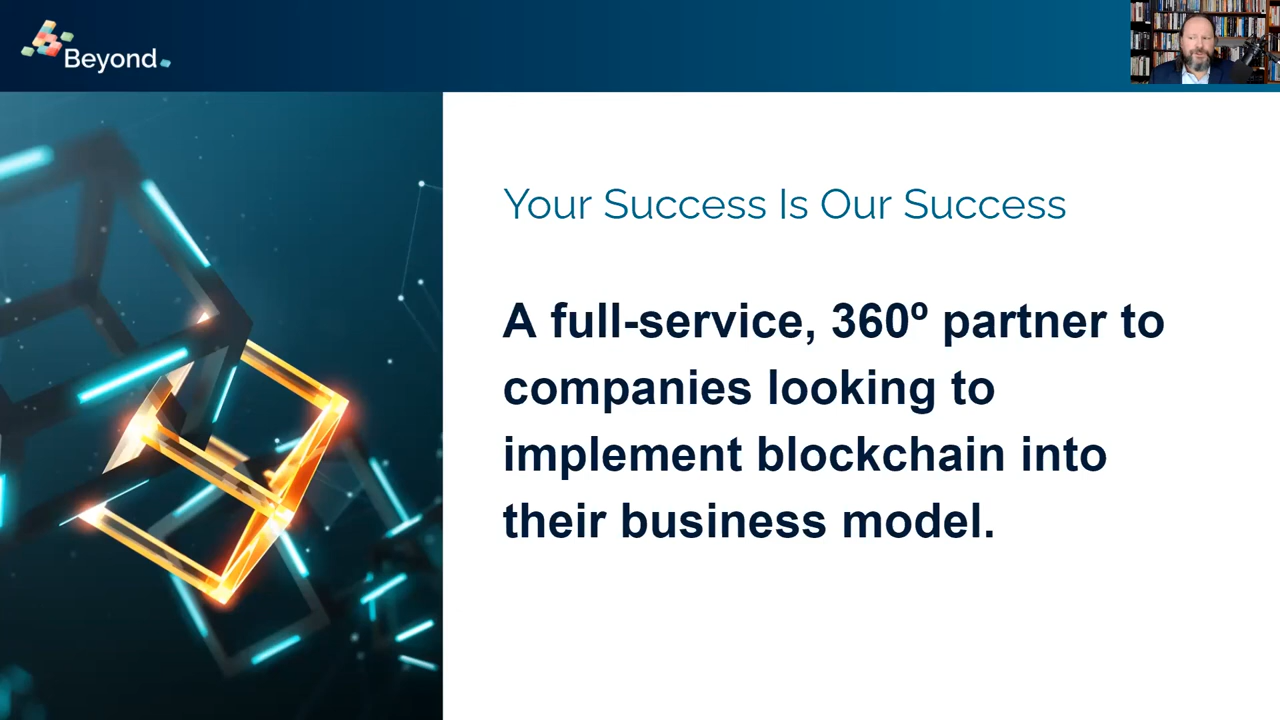 Beyond.
Your Success Is Our Success
A full-service, 360º partner to
companies looking to
implement blockchain into
their business model.